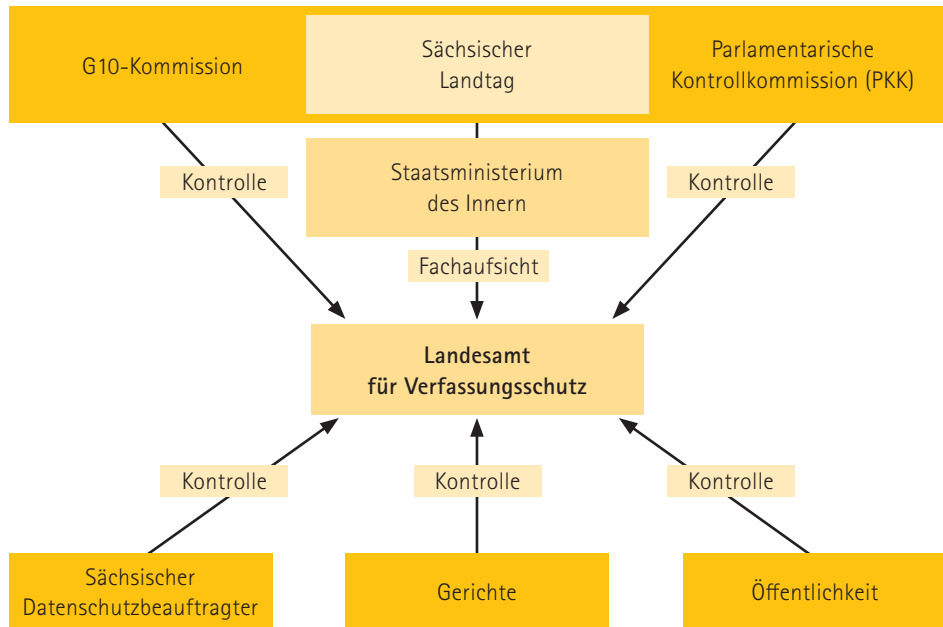 G10-Kommission
Sächsischer
Landtag
Parlamentarische
Kontrollkommission (PKK)
Kontrolle
Staatsministerium
des Innern
Kontrolle
Fachaufsicht
Landesamt
für Verfassungsschutz
Kontrolle
Kontrolle
Kontrolle
Sächsischer
Datenschutzbeauftragter
Gerichte
Öffentlichkeit